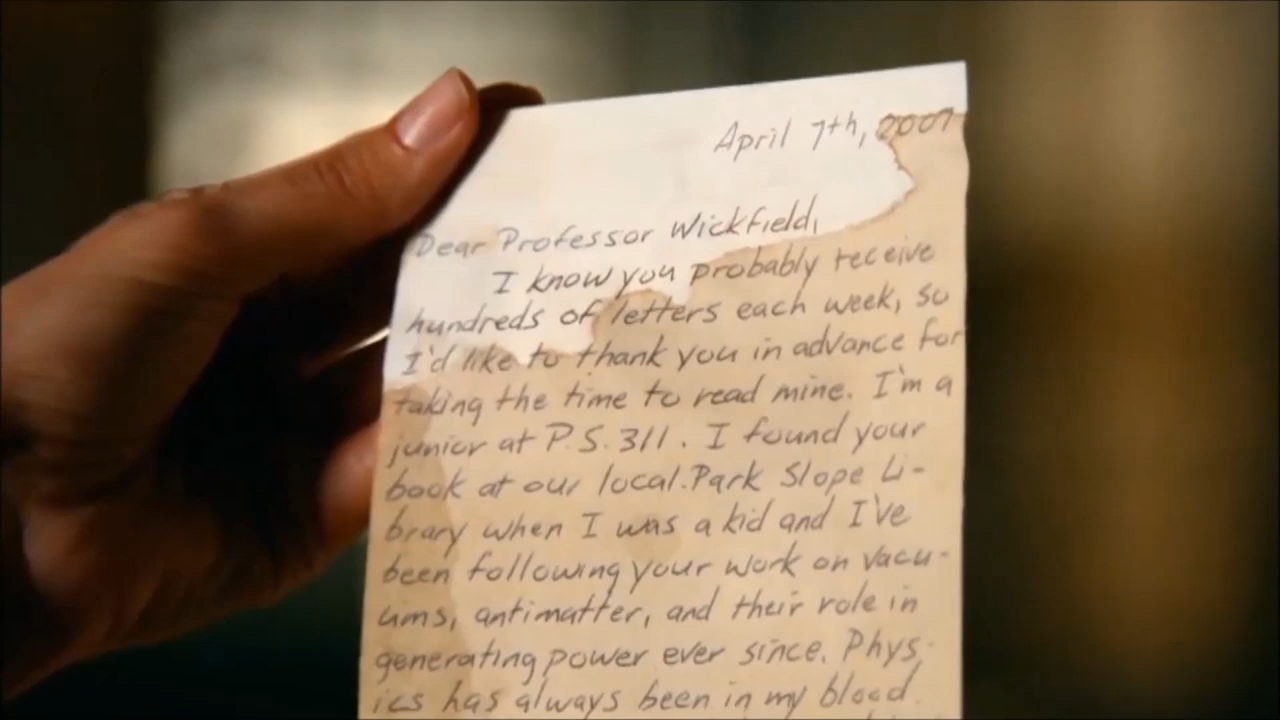 April 7th, 2007
Dear Professor Wickfield,
I know you probably receive
hundreds of letters each week, so
I'd like to thank you in advance for
taking the time to read mine. I'm a
junior at P.S. 311. I found your
book at our local Park Slope Li-
brary when I was a kid and I've
been following your work on vacu-
ums, antimatter, and their role in
generating power ever since. Phys-
ics has always been in my blood.